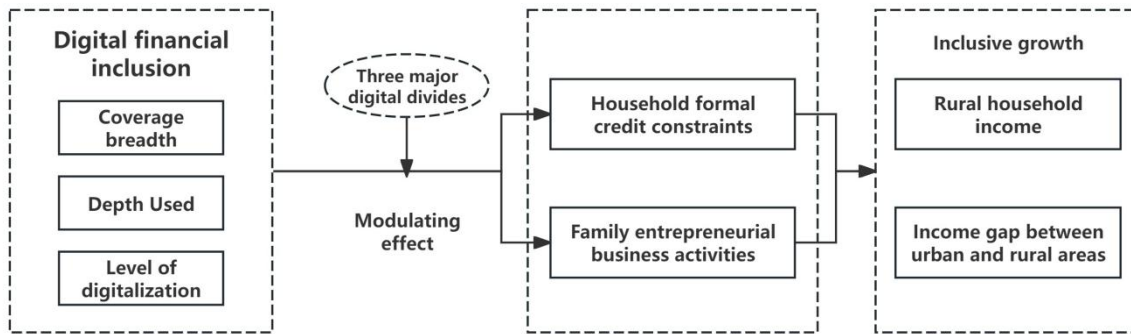 Digital financial
inclusion
Coverage
breadth
Depth Used
Level of
digitalization
Three major
digital divides
Modulating
effect
Household formal
credit constraints
Family entrepreneurial
business activities
Inclusive growth
Rural household
income
Income gap between
urban and rural areas